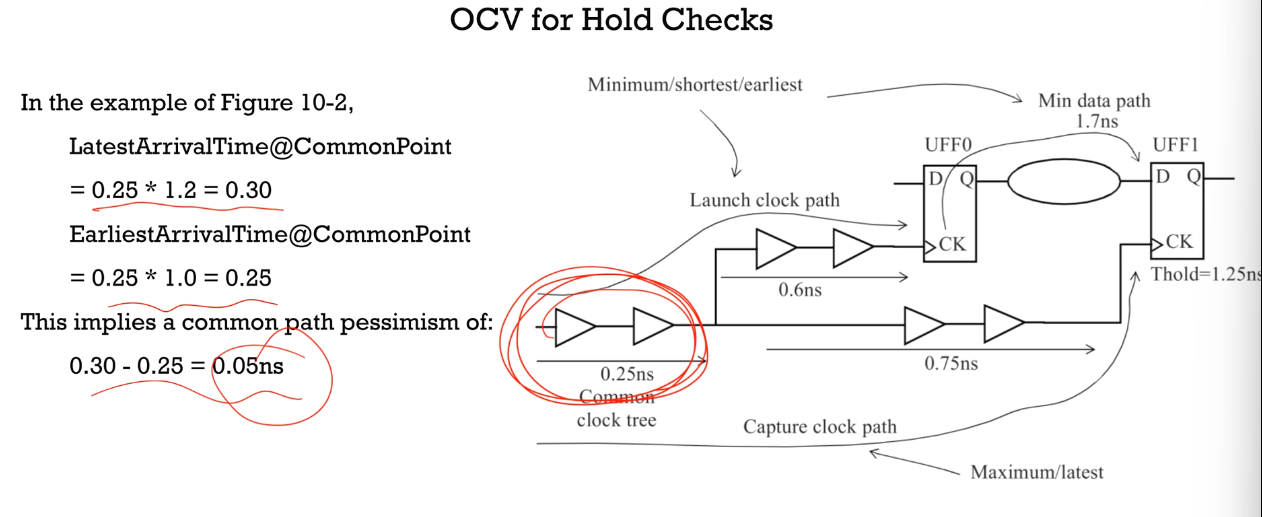 OCV for Hold Checks
In the example of Figure 10-2,
LatestArrivalTime@CommonPoint
= 0.25 * 1.2 = 0.30
EarliestArrivalTime@CommonPoint
= 0.25 * 1.0 = 0.25
This implies a common path pessimism of:
0.30 - 0.25 = 0.05ns
Minimum/shortest/earliest
Min data path
1.7ns
UFF0
UFF1
D Q
D Q
Launch clock path
CK
CK
Thold=1.25ns
0.6ns
0.75ns
0.25ns
Common
clock tree
Capture clock path
Maximum/latest